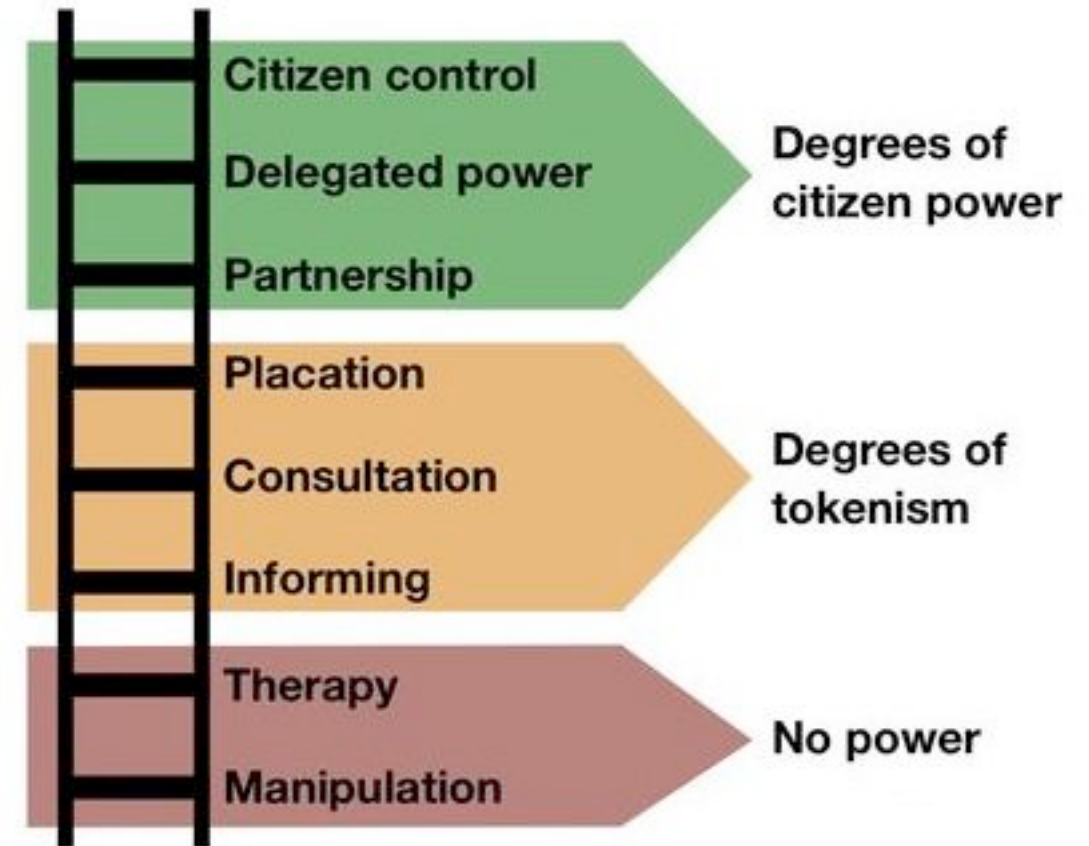 Citizen control
Delegated power
Partnership
Degrees of
citizen power
Placation
Consultation
Informing
Degrees of
tokenism
Therapy
Manipulation
No power